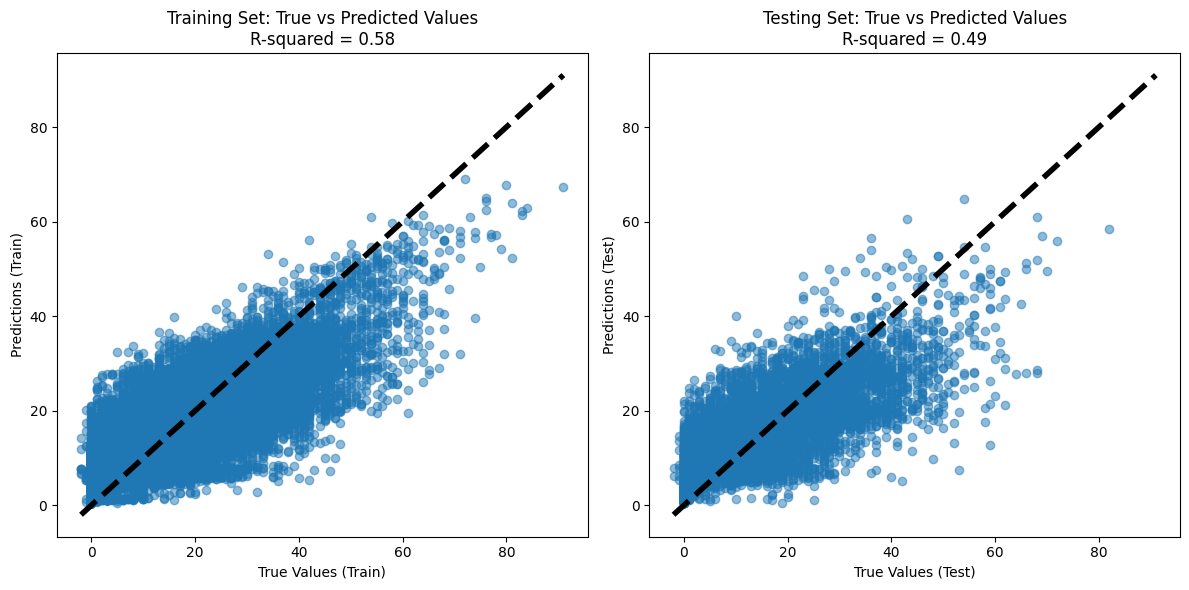 Training Set: True vs Predicted Values
R-squared = 0.58
Predictions (Train)
80
60
40
20
0
0 20 40 60 80
True Values (Train)
Testing Set: True vs Predicted Values
R-squared = 0.49
Predictions (Test)
80
60
40
20
0
0 20 40 60 80
True Values (Test)